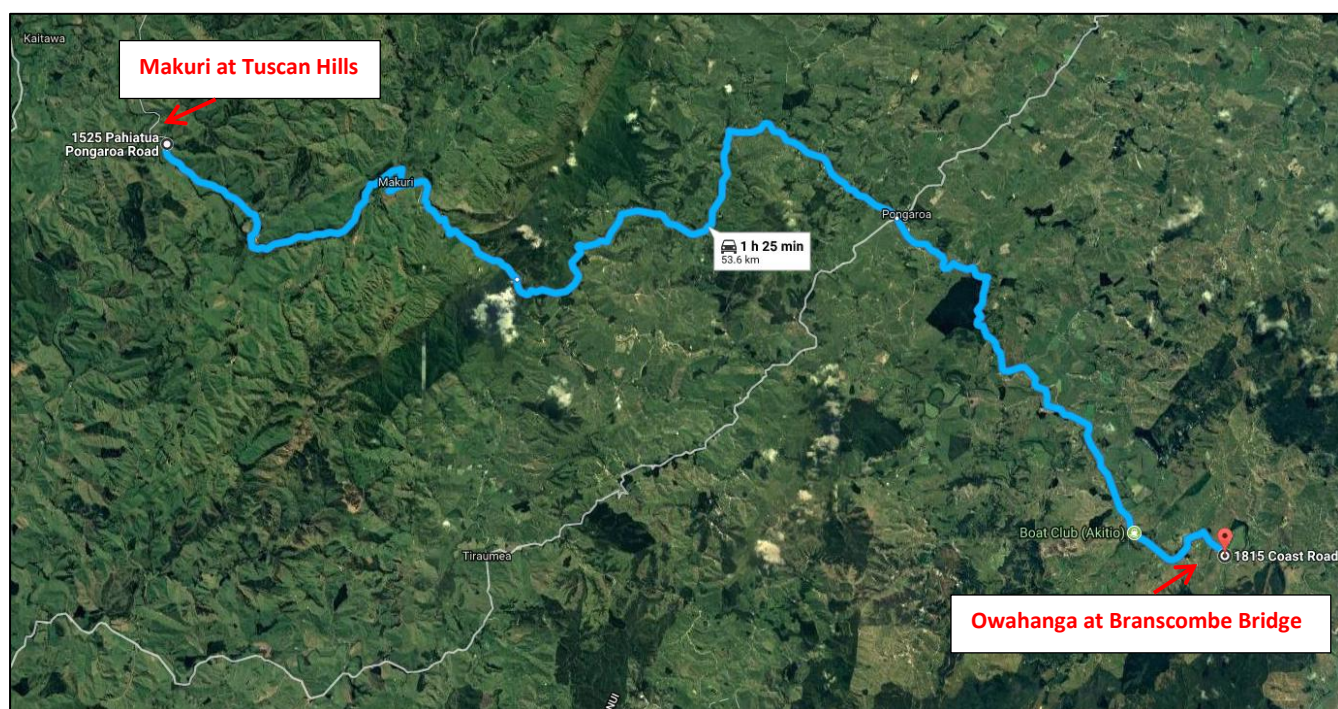 Kaitawa
Makuri at Tuscan Hills
1525 Pahiatua
Pongaroa Road
Makuri
Pongaroa
1 h 25 min
53.6 km
Boat Club (Akitio)
1815 Coast Road
Tiraumea
Owahanga at Branscombe Bridge
NUI